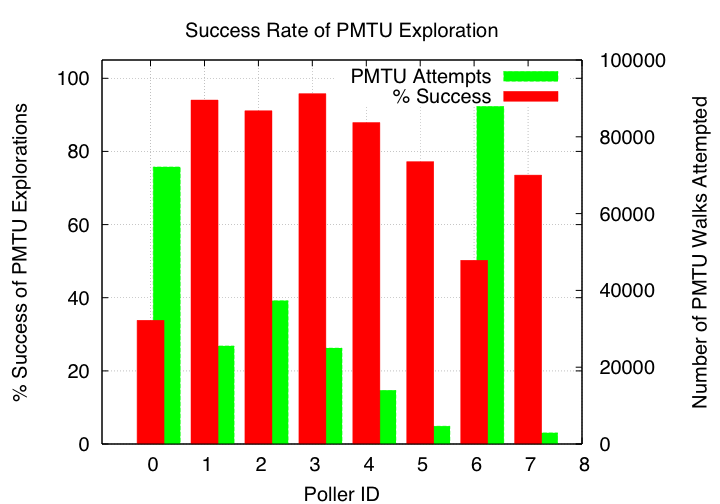 Success Rate of PMTU Exploration
PMTU Attempts
% Success
% Success of PMTU Explorations
100
80
60
40
20
0
100000
80000
60000
40000
20000
0
Number of PMTU Walks Attempted
0 1 2 3 4 5 6 7 8
Poller ID